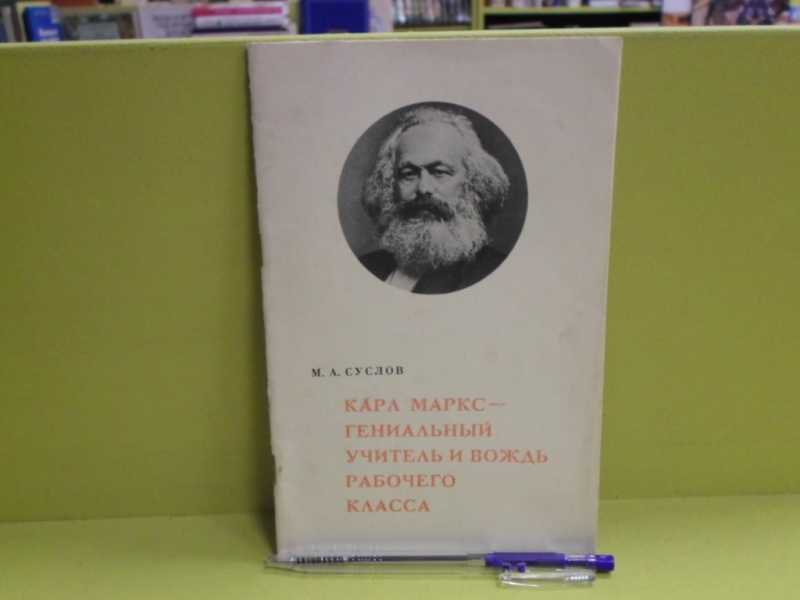 М. А. СУСЛОВ
КАРЛ МАРКС —
ГЕНИАЛЬНЫЙ
УЧИТЕЛЬ И ВОЖДЬ
РАБОЧЕГО
КЛАССА